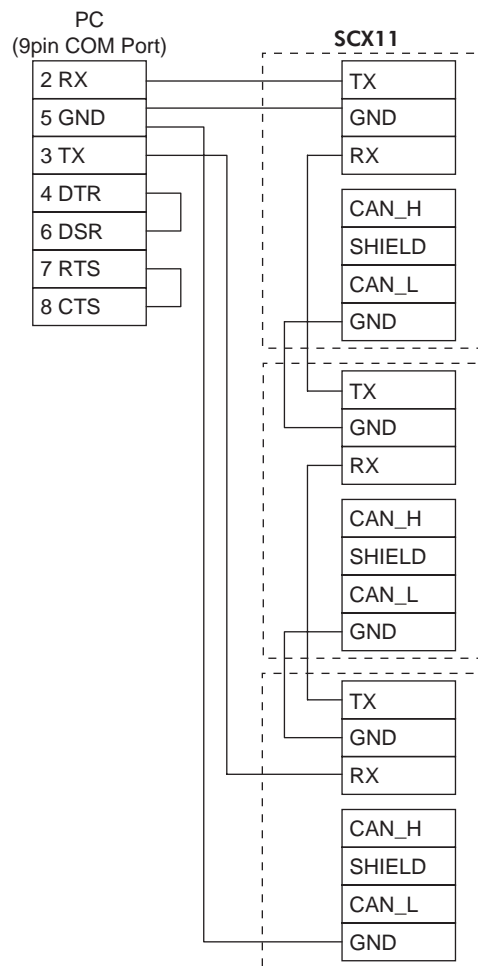 PC
(9pin COM Port)
2 RX
5 GND
3 TX
4 DTR
6 DSR
7 RTS
8 CTS
SCX11
TX
GND
RX
CAN_H
SHIELD
CAN_L
GND
TX
GND
RX
CAN_H
SHIELD
CAN_L
GND
TX
GND
RX
CAN_H
SHIELD
CAN_L
GND